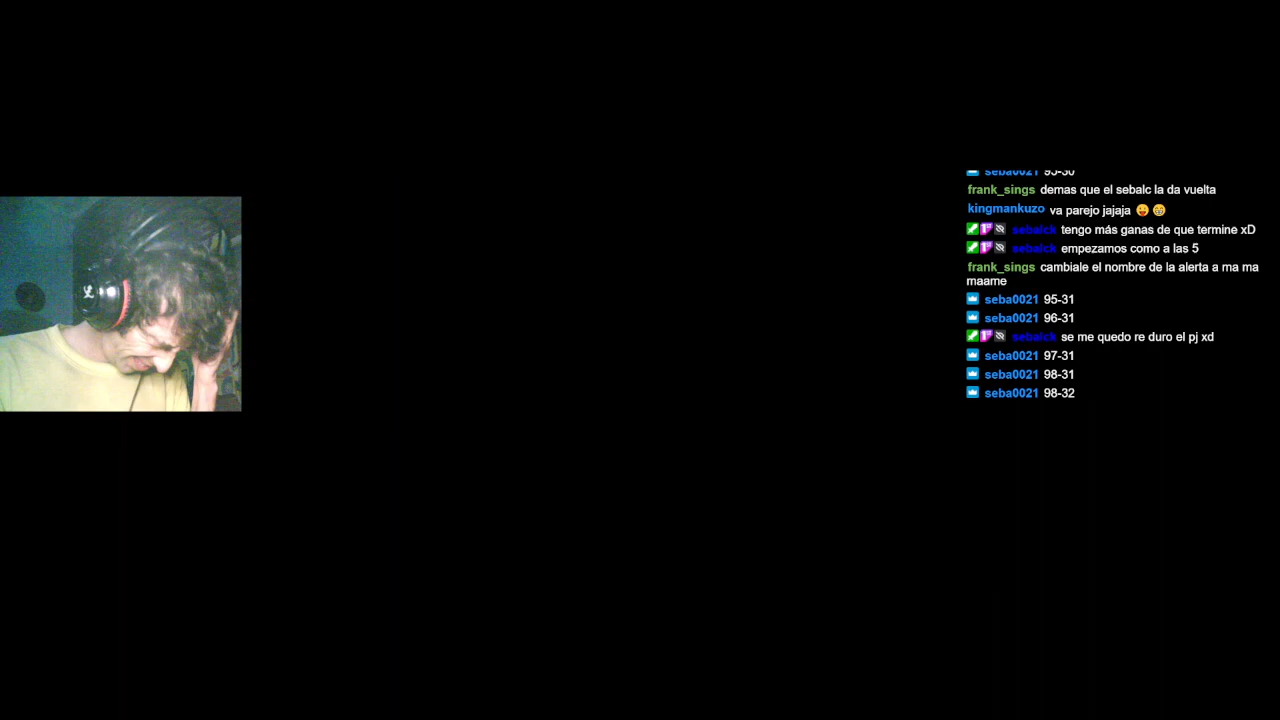 seba0021 95-30
frank_sings demas que el sebalc la da vuelta
kingmankuzo va parejo jajaja 😜 😁
sebalck tengo más ganas de que termine xD
sebalck empezamos como a las 5
frank_sings cambiale el nombre de la alerta a ma ma
maame
seba0021 95-31
seba0021 96-31
sebalck se me quedo re duro el pj xd
seba0021 97-31
seba0021 98-31
seba0021 98-32